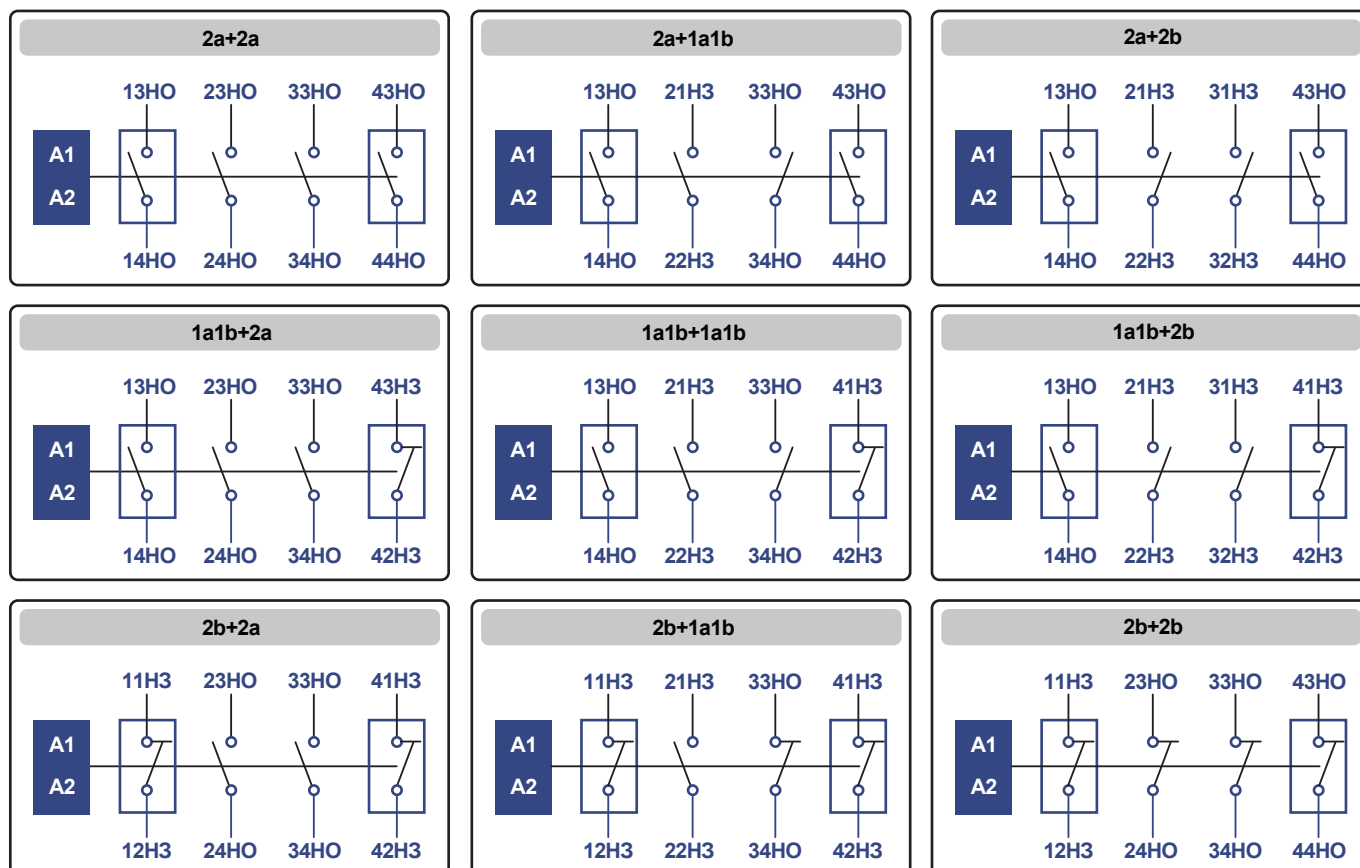 2a+2a
13HO 23HO 33HO 43HO
A1
A2
14HO 24HO 34HO 44HO
2a+1a1b
13HO 21H3 33HO 43HO
A1
A2
14HO 22H3 34HO 44HO
2a+2b
13HO 21H3 31H3 43HO
A1
A2
14HO 22H3 32H3 44HO
1a1b+2a
13HO 23HO 33HO 43H3
A1
A2
14HO 24HO 34HO 42H3
1a1b+1a1b
13HO 21H3 33HO 41H3
A1
A2
14HO 22H3 34HO 42H3
1a1b+2b
13HO 21H3 31H3 41H3
A1
A2
14HO 22H3 32H3 42H3
2b+2a
11H3 23HO 33HO 41H3
A1
A2
12H3 24HO 34HO 42H3
2b+1a1b
11H3 21H3 33HO 41H3
A1
A2
12H3 22H3 34HO 42H3
2b+2b
11H3 23HO 33HO 43HO
A1
A2
12H3 24HO 34HO 44HO